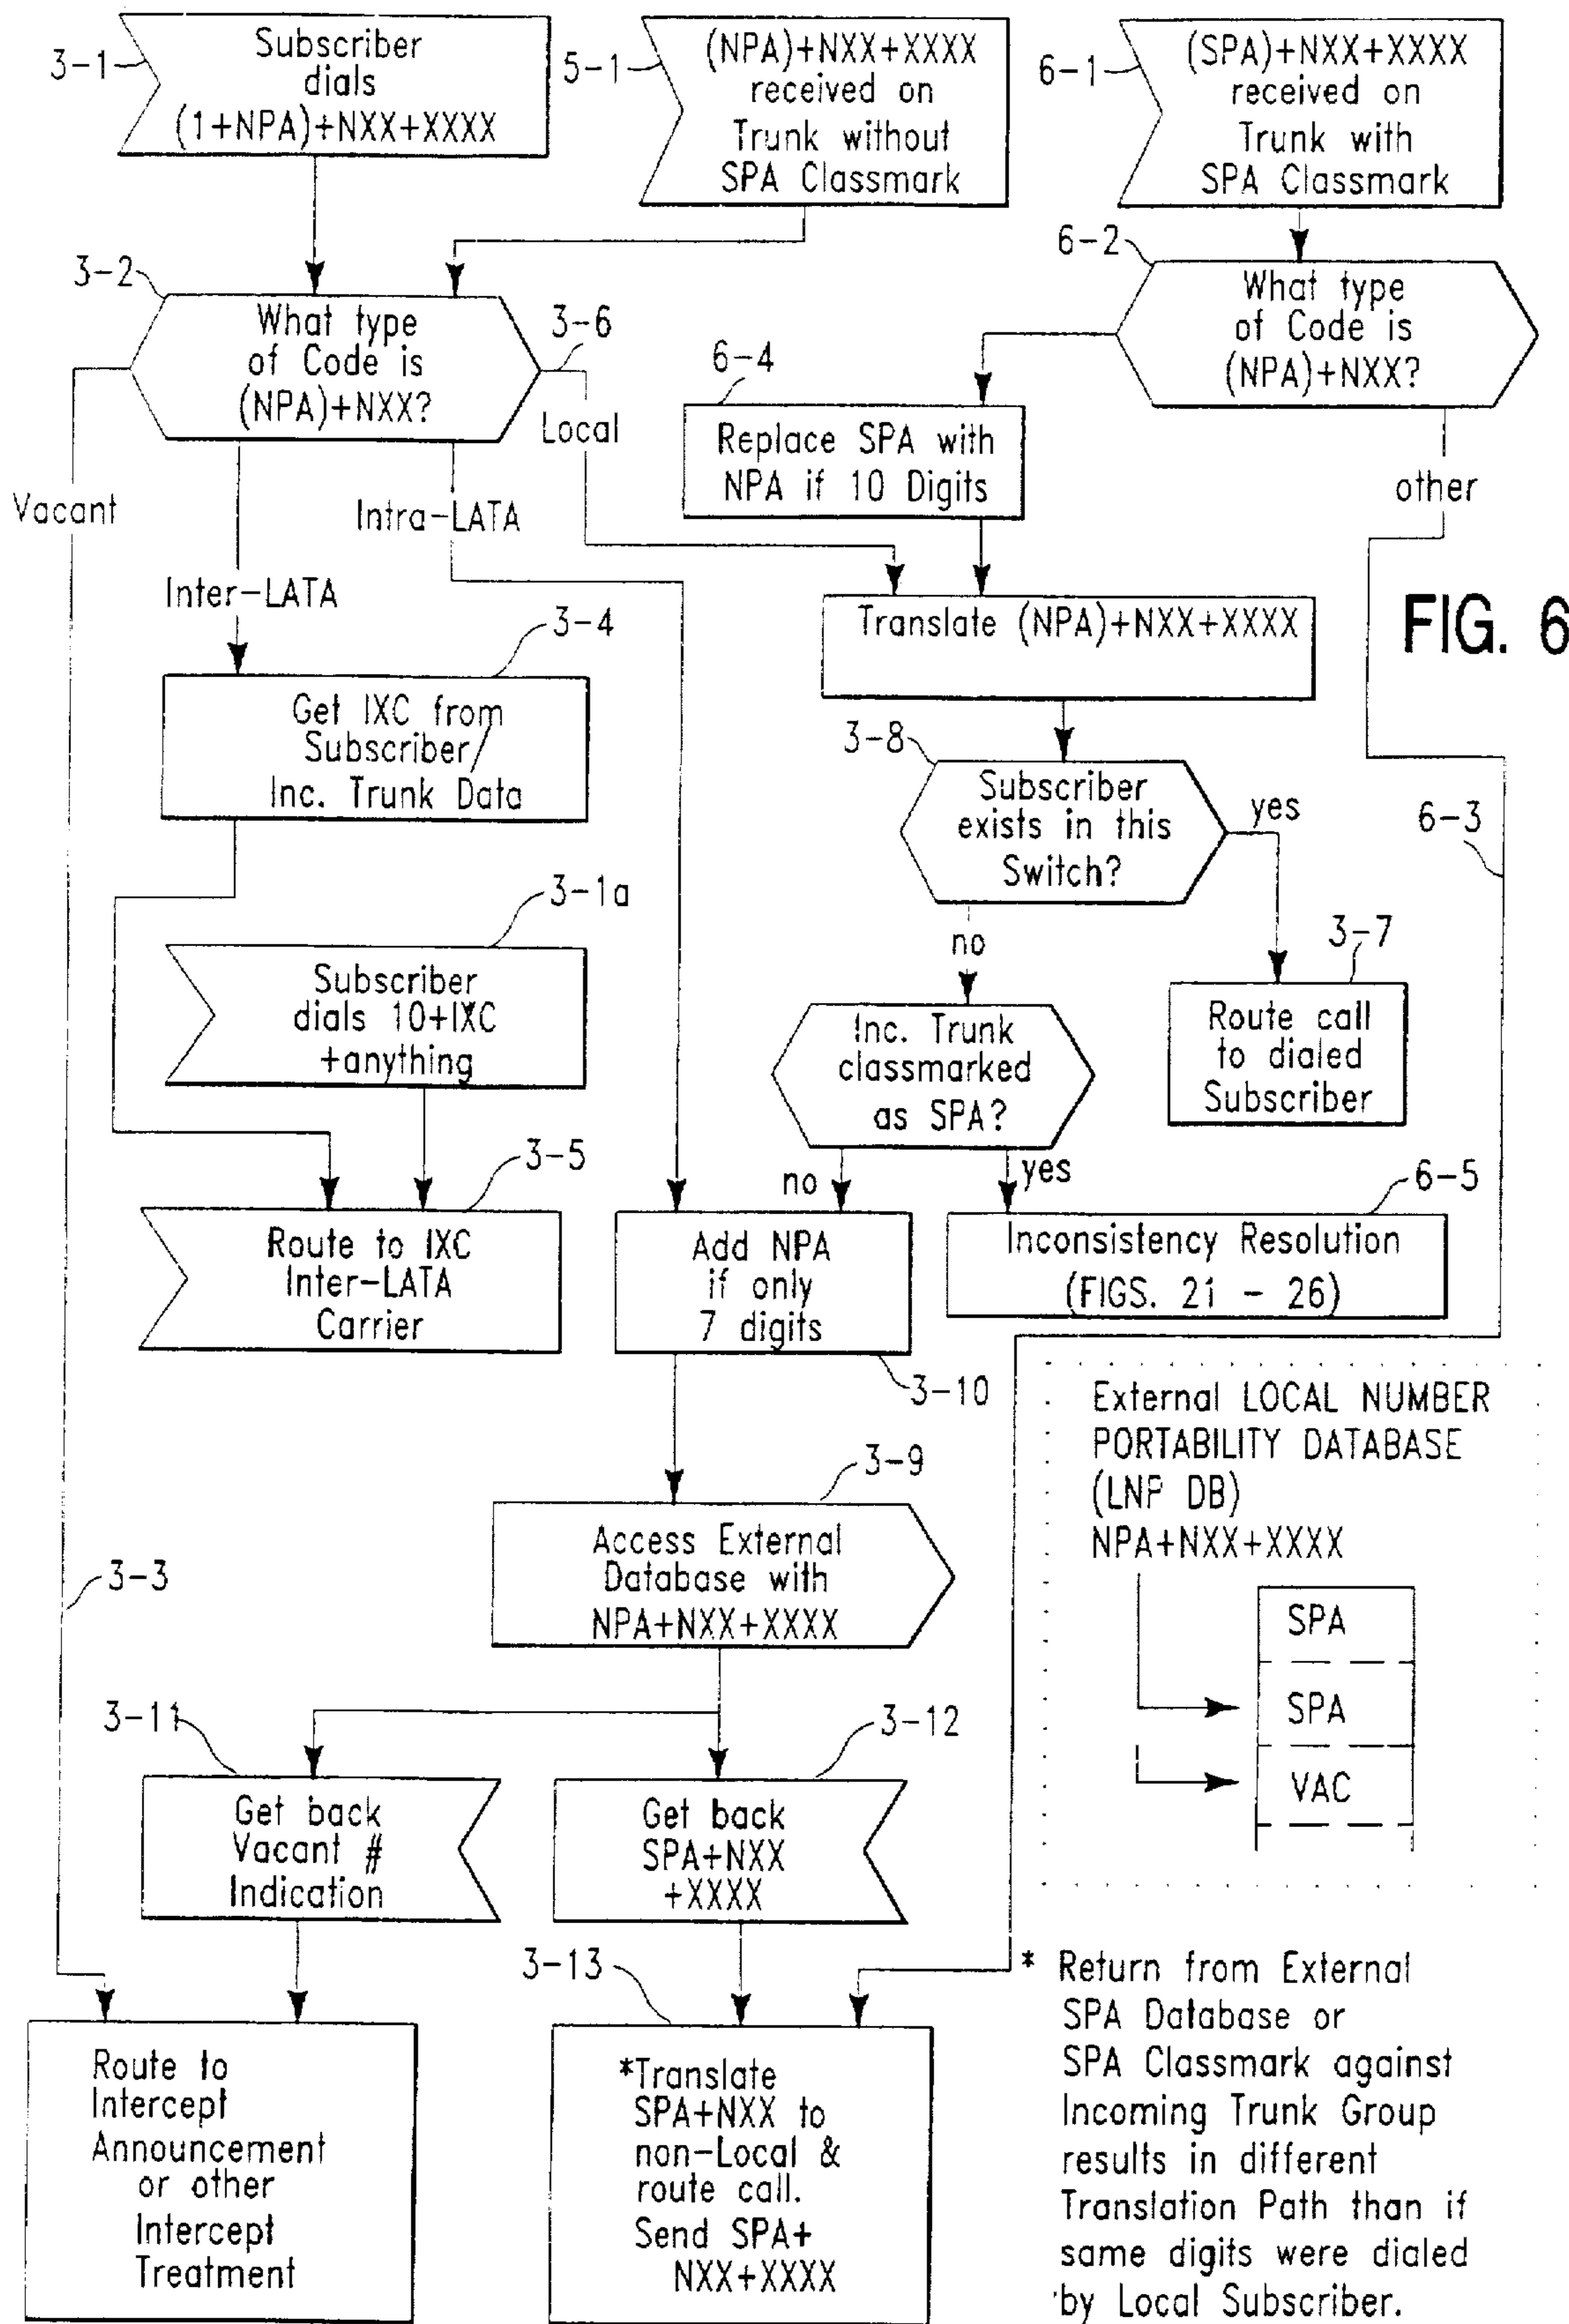 3-1
Subscriber
dials
(1+NPA)+NXX+XXXX
5-1
(NPA)+NXX+XXXX
received on
Trunk without
SPA Classmark
6-1
(SPA)+NXX+XXXX
received on
Trunk with
SPA Classmark
3-2
What type
of Code is
(NPA)+NXX?
3-6
Local
6-2
What type
of Code is
(NPA)+NXX?
6-4
Replace SPA with
NPA if 10 Digits
other
Vacant
Intra-LATA
Inter-LATA
Translate (NPA)+NXX+XXXX
FIG. 6
3-4
Get IXC from
Subscriber/
Inc. Trunk Data
3-8
Subscriber
exists in this
Switch?
yes
no
6-3
3-1a
Subscriber
dials 10+IXC
+anything
3-7
Route call
to dialed
Subscriber
Inc. Trunk
classmarked
as SPA?
no
yes
3-5
Route to IXC
Inter-LATA
Carrier
Add NPA
if only
7 digits
3-10
6-5
Inconsistency Resolution
(FIGS. 21 - 26)
External LOCAL NUMBER
PORTABILITY DATABASE
(LNP DB)
NPA+NXX+XXXX
SPA
SPA
VAC
3-9
Access External
Database with
NPA+NXX+XXXX
3-3
3-11
Get back
Vacant #
Indication
3-12
Get back
SPA+NXX
+XXXX
3-13
Route to
Intercept
Announcement
or other
Intercept
Treatment
*Translate
SPA+NXX to
non-Local &
route call.
Send SPA+
NXX+XXXX
* Return from External
SPA Database or
SPA Classmark against
Incoming Trunk Group
results in different
Translation Path than if
same digits were dialed
by Local Subscriber.